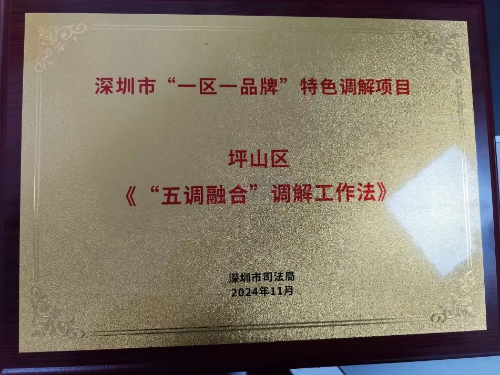 深圳市“一区一品牌”特色调解项目
坪山区
《“五调融合”调解工作法》
深圳市司法局
2024年11月